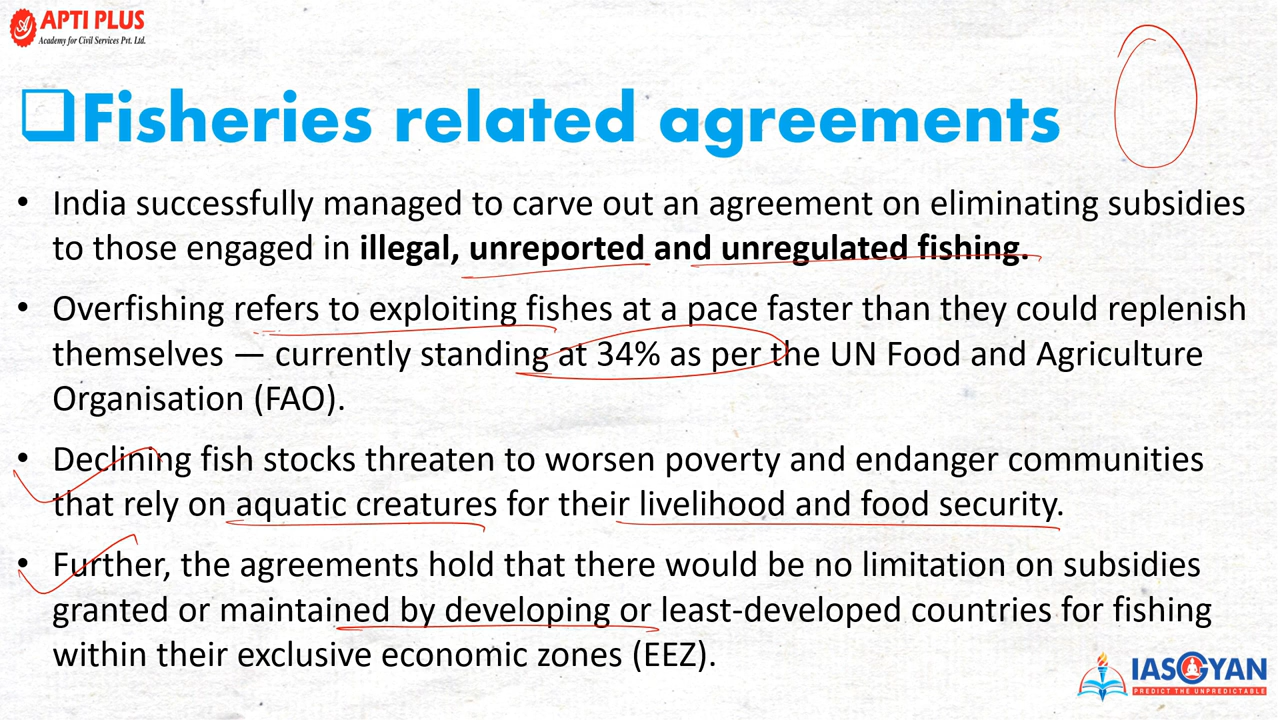 APTI PLUS
Academy for Civil Services Pvt. Ltd.
Fisheries related agreements
• India successfully managed to carve out an agreement on eliminating subsidies
to those engaged in illegal, unreported and unregulated fishing.
• Overfishing refers to exploiting fishes at a pace faster than they could replenish
themselves — currently standing at 34% as per the UN Food and Agriculture
Organisation (FAO).
• Declining fish stocks threaten to worsen poverty and endanger communities
that rely on aquatic creatures for their livelihood and food security.
• Further, the agreements hold that there would be no limitation on subsidies
granted or maintained by developing or least-developed countries for fishing
within their exclusive economic zones (EEZ).
IASGYAN
PREDICT THE UNPREDICTABLE